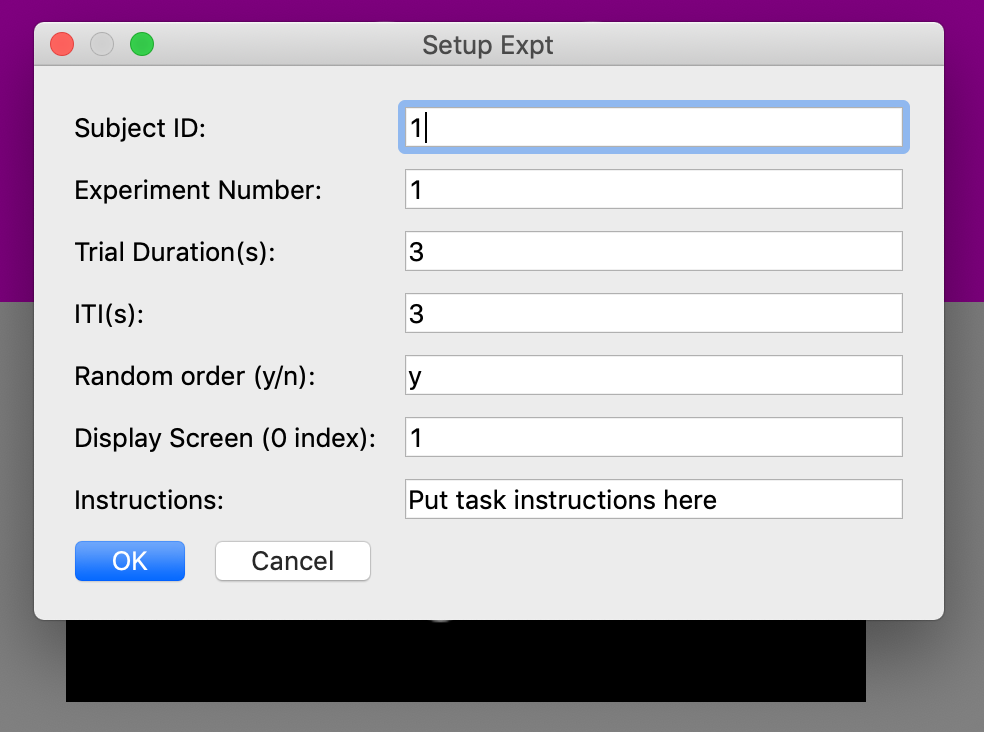 Setup Expt
Subject ID: 1
Experiment Number: 1
Trial Duration(s): 3
ITI(s): 3
Random order (y/n): y
Display Screen (0 index): 1
Instructions: Put task instructions here
OK Cancel